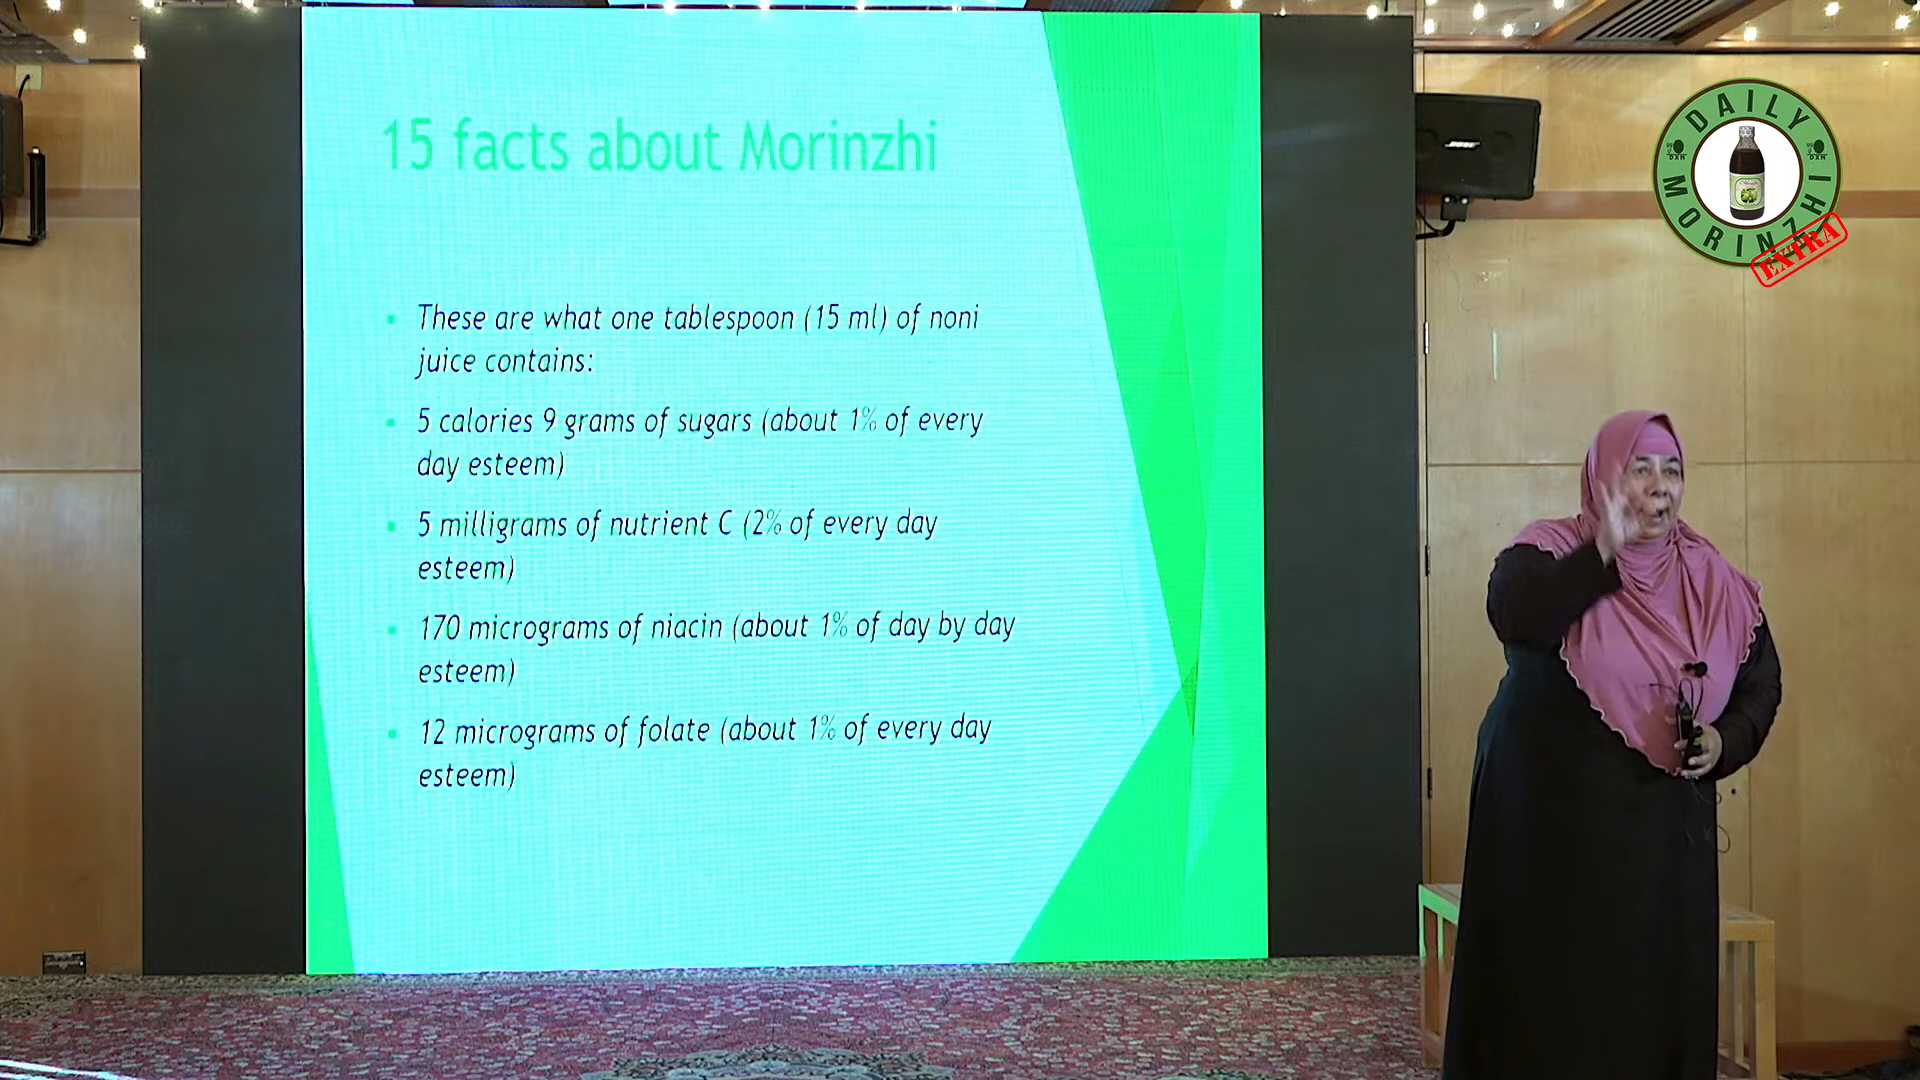 15 facts about Morinzhi
These are what one tablespoon (15 ml) of noni
juice contains:
5 calories 9 grams of sugars (about 1% of every
day esteem)
5 milligrams of nutrient C (2% of every day
esteem)
170 micrograms of niacin (about 1% of day by day
esteem)
12 micrograms of folate (about 1% of every day
esteem)
BOSE
DAILY
DXN
DXN
MORINZHI
EXTRA